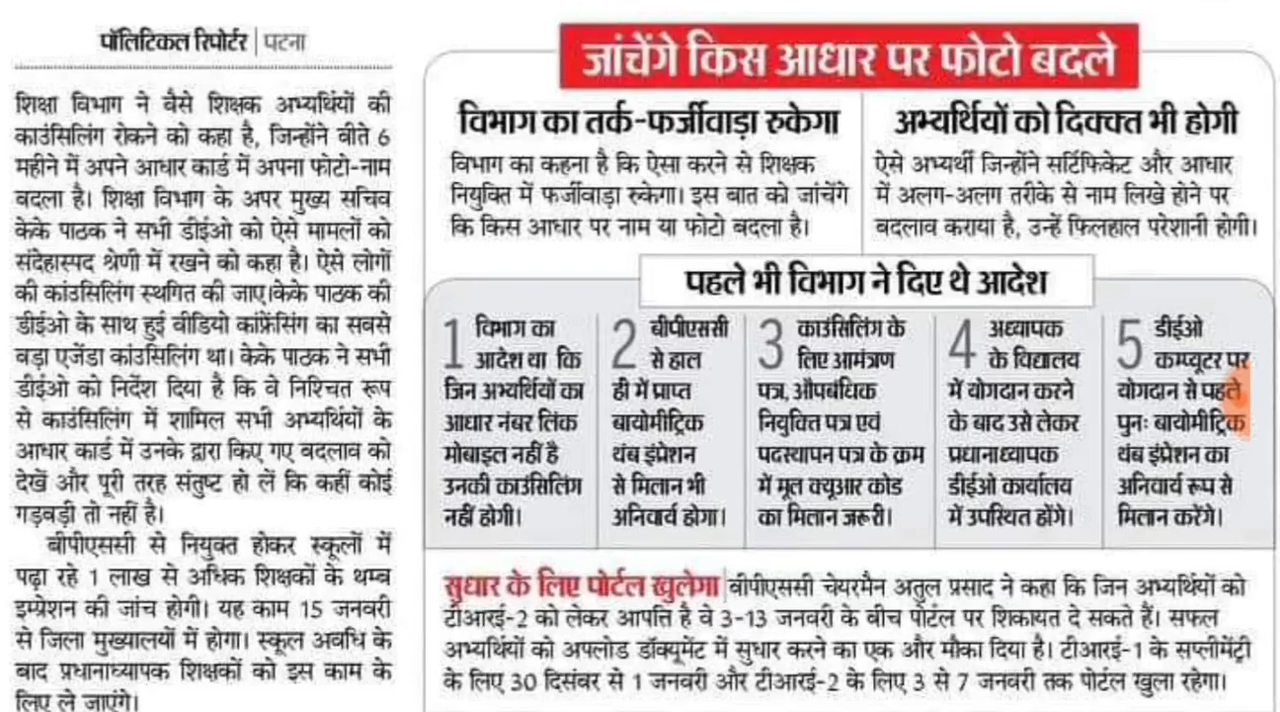 पॉलिटिकल रिपोर्टर | पटना
शिक्षा विभाग ने वैसे शिक्षक अभ्यर्थियों की
काउंसिलिंग रोकने को कहा है, जिन्होंने बीते 6
महीने में अपने आधार कार्ड में अपना फोटो-नाम
बदला है। शिक्षा विभाग के अपर मुख्य सचिव
केके पाठक ने सभी डीईओ को ऐसे मामलों को
संदेहास्पद श्रेणी में रखने को कहा है। ऐसे लोगों
की कांउसिलिंग स्थगित की जाए।केके पाठक की
डीईओ के साथ हुई वीडियो कांफ्रेंसिंग का सबसे
बड़ा एजेंडा कांउसिलिंग था। केके पाठक ने सभी
डीईओ को निर्देश दिया है कि वे निश्चित रूप
से काउंसिलिंग में शामिल सभी अभ्यर्थियों के
आधार कार्ड में उनके द्वारा किए गए बदलाव को
देखें और पूरी तरह संतुष्ट हो लें कि कहीं कोई
गड़बड़ी तो नहीं है।
बीपीएससी से नियुक्त होकर स्कूलों में
पढ़ा रहे 1 लाख से अधिक शिक्षकों के थम्ब
इम्प्रेशन की जांच होगी। यह काम 15 जनवरी
से जिला मुख्यालयों में होगा। स्कूल अवधि के
बाद प्रधानाध्यापक शिक्षकों को इस काम के
लिए ले जाएंगे।
जांचेंगे किस आधार पर फोटो बदले
विभाग का तर्क-फर्जीवाड़ा रुकेगा
विभाग का कहना है कि ऐसा करने से शिक्षक
नियुक्ति में फर्जीवाड़ा रुकेगा। इस बात को जांचेंगे
कि किस आधार पर नाम या फोटो बदला है।
अभ्यर्थियों को दिक्क्त भी होगी
ऐसे अभ्यर्थी जिन्होंने सर्टिफिकेट और आधार
में अलग-अलग तरीके से नाम लिखे होने पर
बदलाव कराया है, उन्हें फिलहाल परेशानी होगी।
पहले भी विभाग ने दिए थे आदेश
1 विभाग का
आदेश था कि
जिन अभ्यर्थियों का
आधार नंबर लिंक
मोबाइल नहीं है
उनकी काउंसिलिंग
नहीं होगी।
2 बीपीएससी
से हाल
ही में प्राप्त
बायोमीट्रिक
थंब इंप्रेशन
से मिलान भी
अनिवार्य होगा।
3 काउंसिलिंग के
लिए आमंत्रण
पत्र, औपबंधिक
नियुक्ति पत्र एवं
पदस्थापन पत्र के क्रम
में मूल क्यूआर कोड
का मिलान जरूरी।
4 अध्यापक
के विद्यालय
में योगदान करने
के बाद उसे लेकर
प्रधानाध्यापक
डीईओ कार्यालय
में उपस्थित होंगे।
5 डीईओ
कम्प्यूटर पर
योगदान से पहले
पुनः बायोमीट्रिक
थंब इंप्रेशन का
अनिवार्य रूप से
मिलान करेंगे।
सुधार के लिए पोर्टल खुलेगा | बीपीएससी चेयरमैन अतुल प्रसाद ने कहा कि जिन अभ्यर्थियों को
टीआरई-2 को लेकर आपत्ति है वे 3-13 जनवरी के बीच पोर्टल पर शिकायत दे सकते हैं। सफल
अभ्यर्थियों को अपलोड डॉक्यूमेंट में सुधार करने का एक और मौका दिया है। टीआरई-1 के सप्लीमेंट्री
के लिए 30 दिसंबर से 1 जनवरी और टीआरई-2 के लिए 3 से 7 जनवरी तक पोर्टल खुला रहेगा।